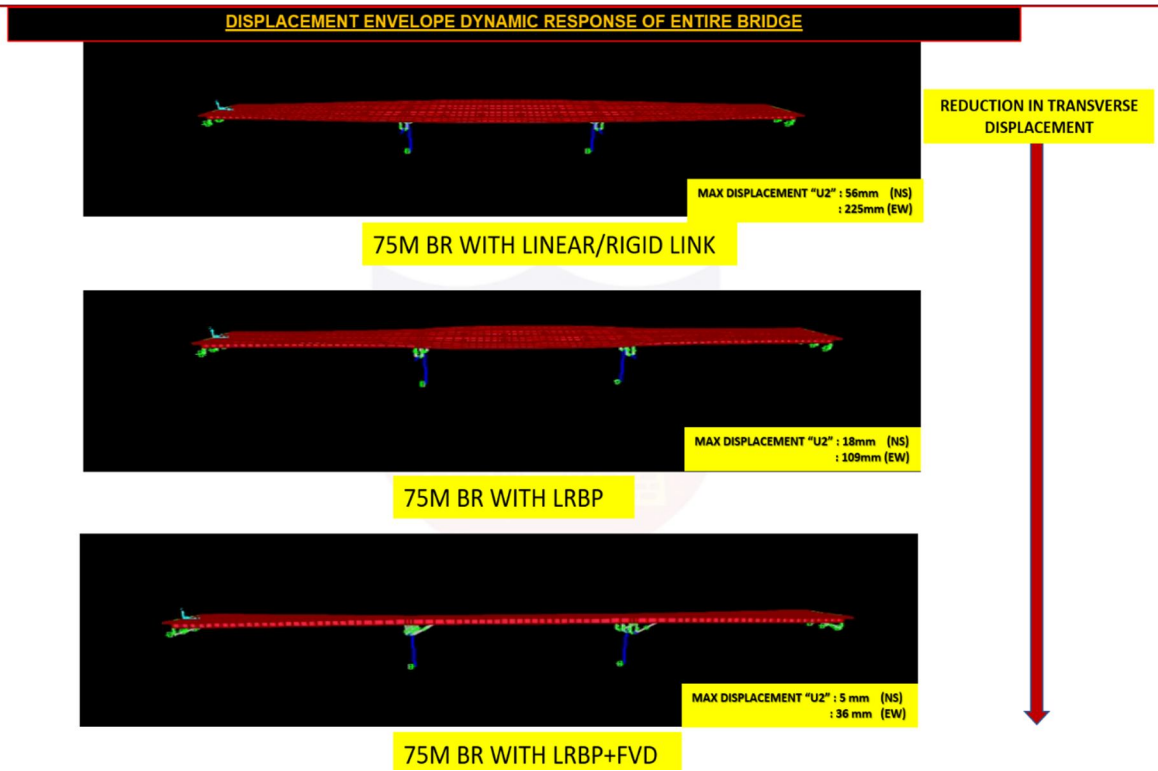 DISPLACEMENT ENVELOPE DYNAMIC RESPONSE OF ENTIRE BRIDGE
REDUCTION IN TRANSVERSE
DISPLACEMENT
MAX DISPLACEMENT “U2” : 56mm (NS)
: 225mm (EW)
75M BR WITH LINEAR/RIGID LINK
MAX DISPLACEMENT “U2” : 18mm (NS)
: 109mm (EW)
75M BR WITH LRBP
MAX DISPLACEMENT “U2” : 5 mm (NS)
: 36 mm (EW)
75M BR WITH LRBP+FVD